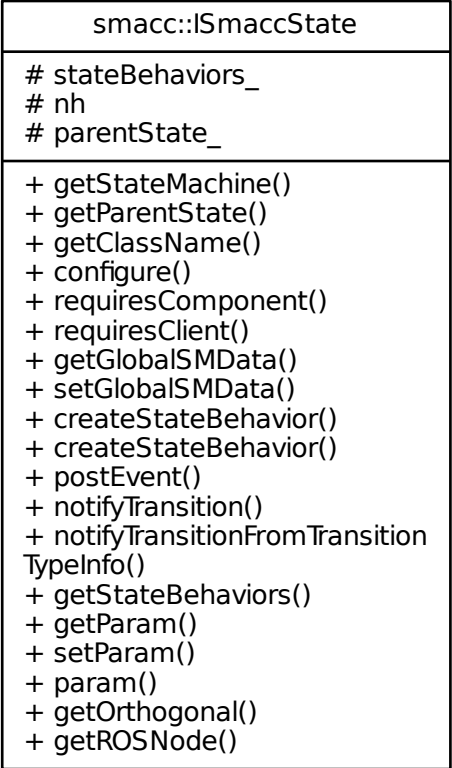 smacc::ISmaccState
# stateBehaviors_
# nh
# parentState_
+ getStateMachine()
+ getParentState()
+ getClassName()
+ configure()
+ requiresComponent()
+ requiresClient()
+ getGlobalSMData()
+ setGlobalSMData()
+ createStateBehavior()
+ createStateBehavior()
+ postEvent()
+ notifyTransition()
+ notifyTransitionFromTransition
TypeInfo()
+ getStateBehaviors()
+ getParam()
+ setParam()
+ param()
+ getOrthogonal()
+ getROSNode()